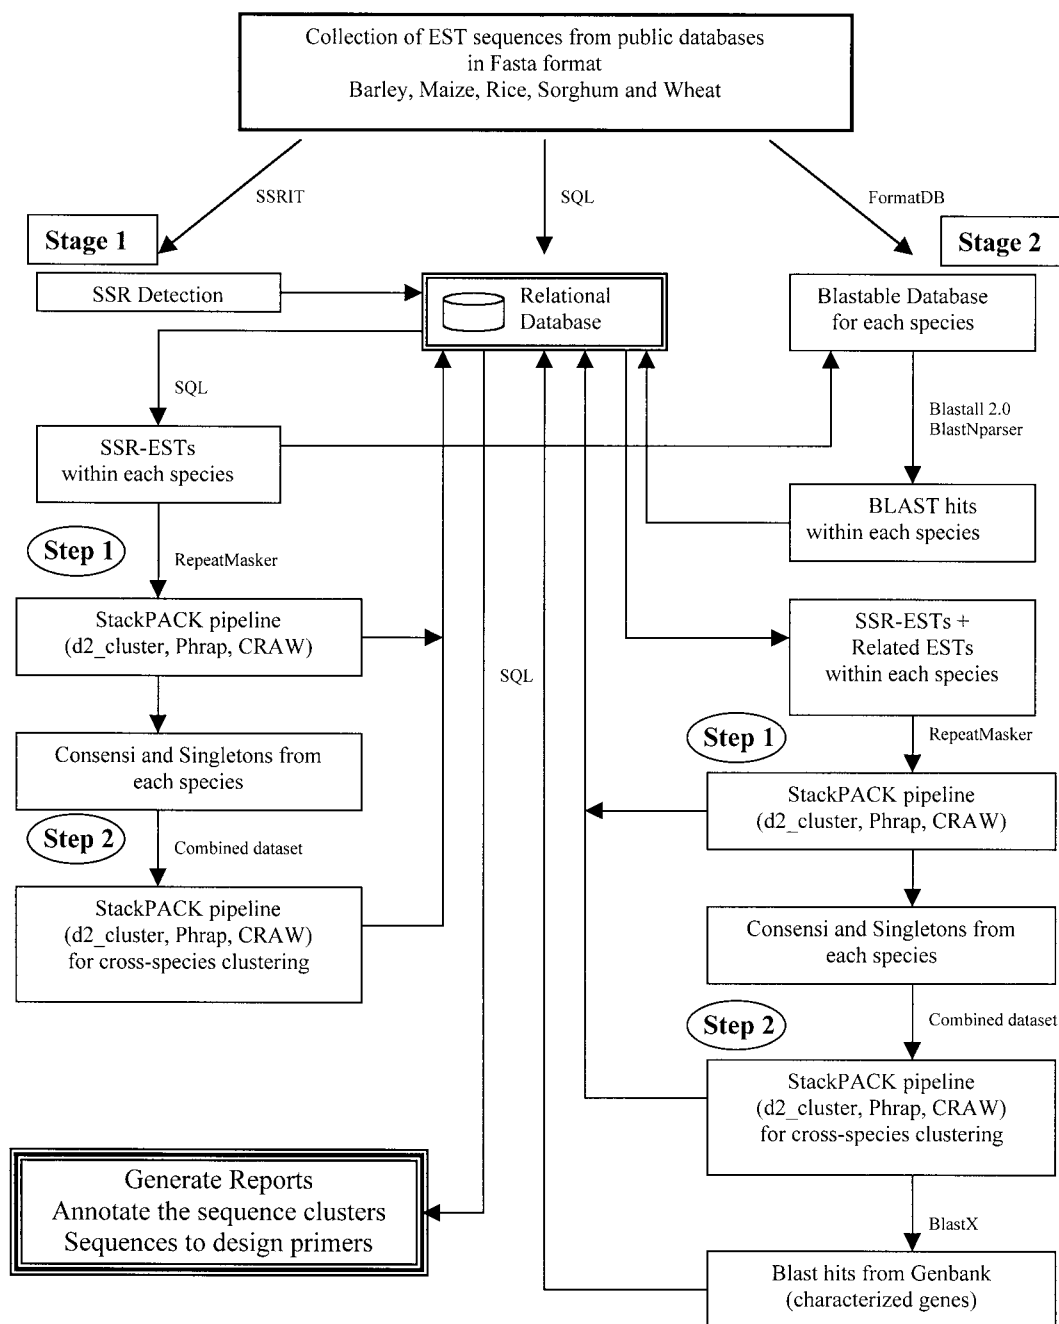 Collection of EST sequences from public databases
in Fasta format
Barley, Maize, Rice, Sorghum and Wheat
SSRIT
SQL
FormatDB
Stage 1
Stage 2
SSR Detection
Relational
Database
Blastable Database
for each species
SQL
Blastall 2.0
BlastNparser
SSR-ESTs
within each species
BLAST hits
within each species
Step 1
RepeatMasker
StackPACK pipeline
(d2_cluster, Phrap, CRAW)
SSR-ESTs +
Related ESTs
within each species
SQL
Step 1
RepeatMasker
Consensi and Singletons from
each species
StackPACK pipeline
(d2_cluster, Phrap, CRAW)
Step 2
Combined dataset
StackPACK pipeline
(d2_cluster, Phrap, CRAW)
for cross-species clustering
Consensi and Singletons from
each species
Step 2
Combined dataset
StackPACK pipeline
(d2_cluster, Phrap, CRAW)
for cross-species clustering
Generate Reports
Annotate the sequence clusters
Sequences to design primers
BlastX
Blast hits from Genbank
(characterized genes)